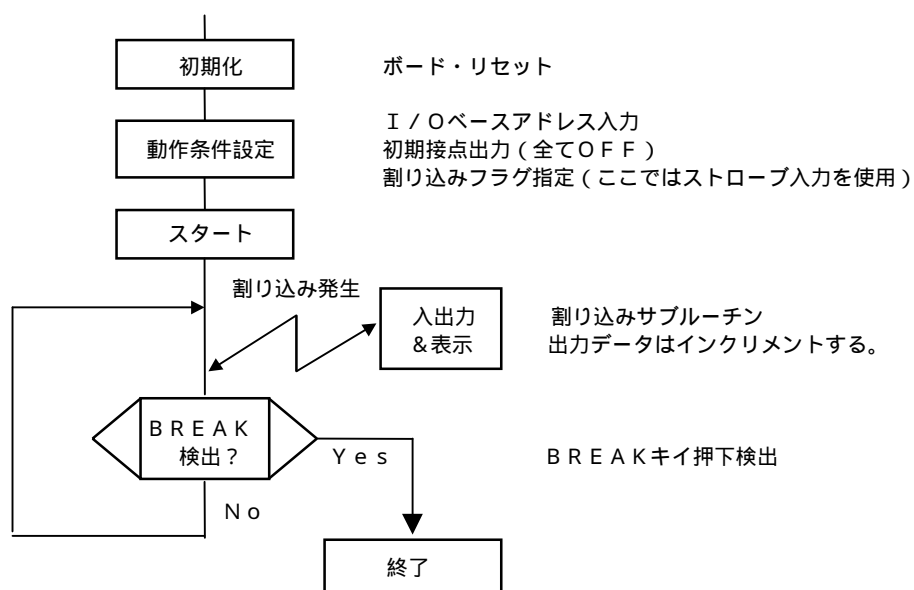 初期化
ボード・リセット
動作条件設定
Ｉ／Ｏベースアドレス入力
初期接点出力（全てＯＦＦ）
割り込みフラグ指定（ここではストローブ入力を使用）
スタート
割り込み発生
入出力
＆表示
割り込みサブルーチン
出力データはインクリメントする。
ＢＲＥＡＫ
検出？
Ｙｅｓ
ＢＲＥＡＫキイ押下検出
Ｎｏ
終了